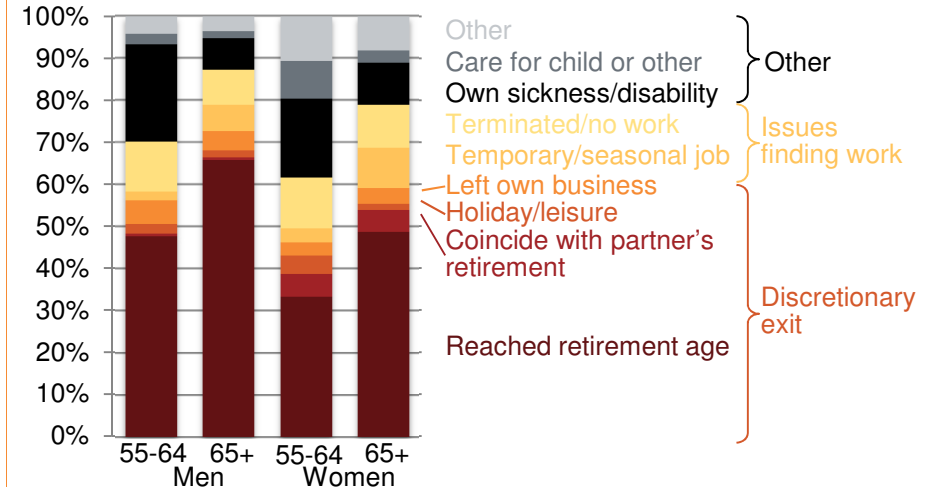 100%
90%
80%
70%
60%
50%
40%
30%
20%
10%
0%
55-64 65+ 55-64 65+
Men Women
Other
Care for child or other
Own sickness/disability
Terminated/no work
Temporary/seasonal job
Left own business
Holiday/leisure
Coincide with partner's
retirement
Reached retirement age
Other
Issues
finding work
Discretionary
exit